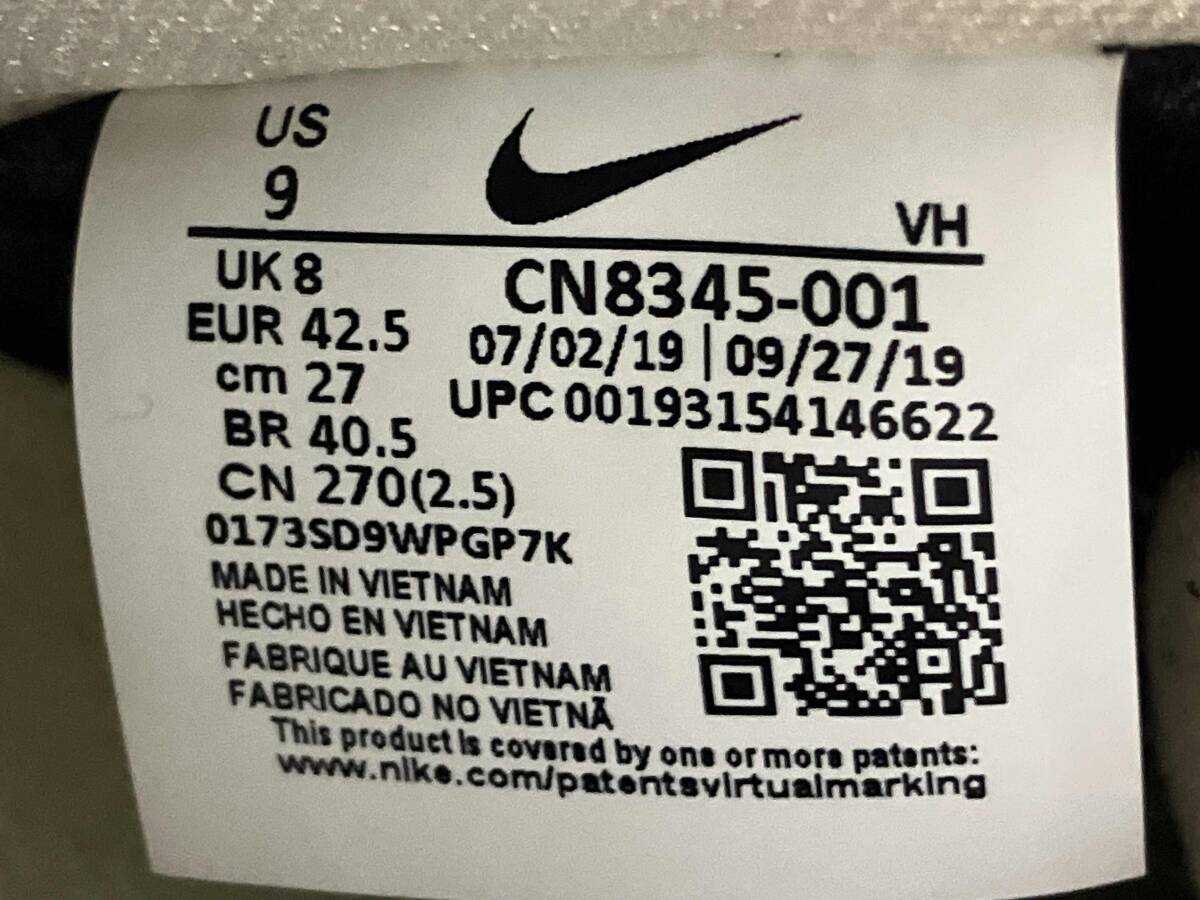 US
9
VH
UK 8
EUR 42.5
cm 27
BR 40.5
CN 270(2.5)
CN8345-001
07/02/19 | 09/27/19
UPC 00193154146622
0173SD9WPGP7K
MADE IN VIETNAM
HECHO EN VIETNAM
FABRIQUE AU VIETNAM
FABRICADO NO VIETNÃ
This product is covered by one or more patents:
www.nike.com/patentsvirtualmarking